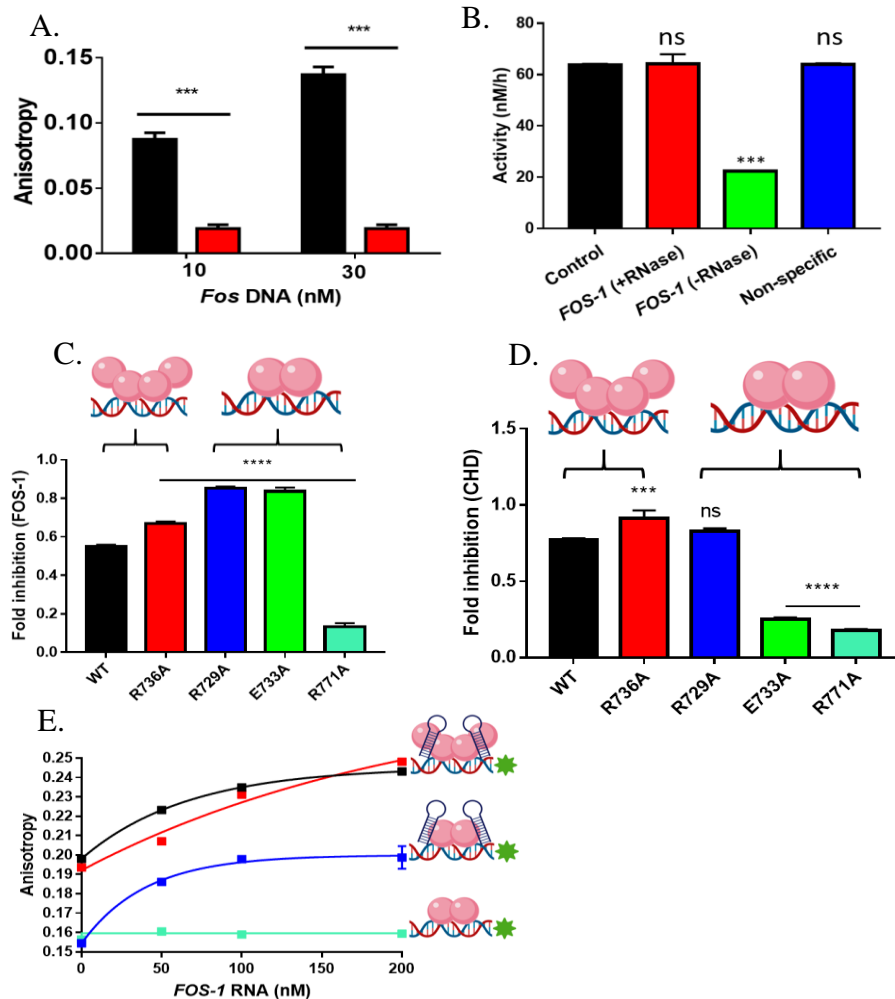 A.
***
***
0.15
0.10
0.05
0.00
Anisotropy
10
30
Fos DNA (nM)
B.
ns
ns
***
80
60
40
20
0
Activity (nM/h)
Control
FOS-1 (+RNase)
FOS-1 (-RNase)
Non-specific
C.
****
1.0
0.8
0.6
0.4
0.2
0.0
Fold inhibition (FOS-1)
WT
R736A
R729A
E733A
R771A
D.
***
ns
****
1.5
1.0
0.5
0.0
Fold inhibition (CHD)
WT
R736A
R729A
E733A
R771A
E.
0.25
0.24
0.23
0.22
0.21
0.20
0.19
0.18
0.17
0.16
0.15
Anisotropy
0
50
100
150
200
FOS-1 RNA (nM)